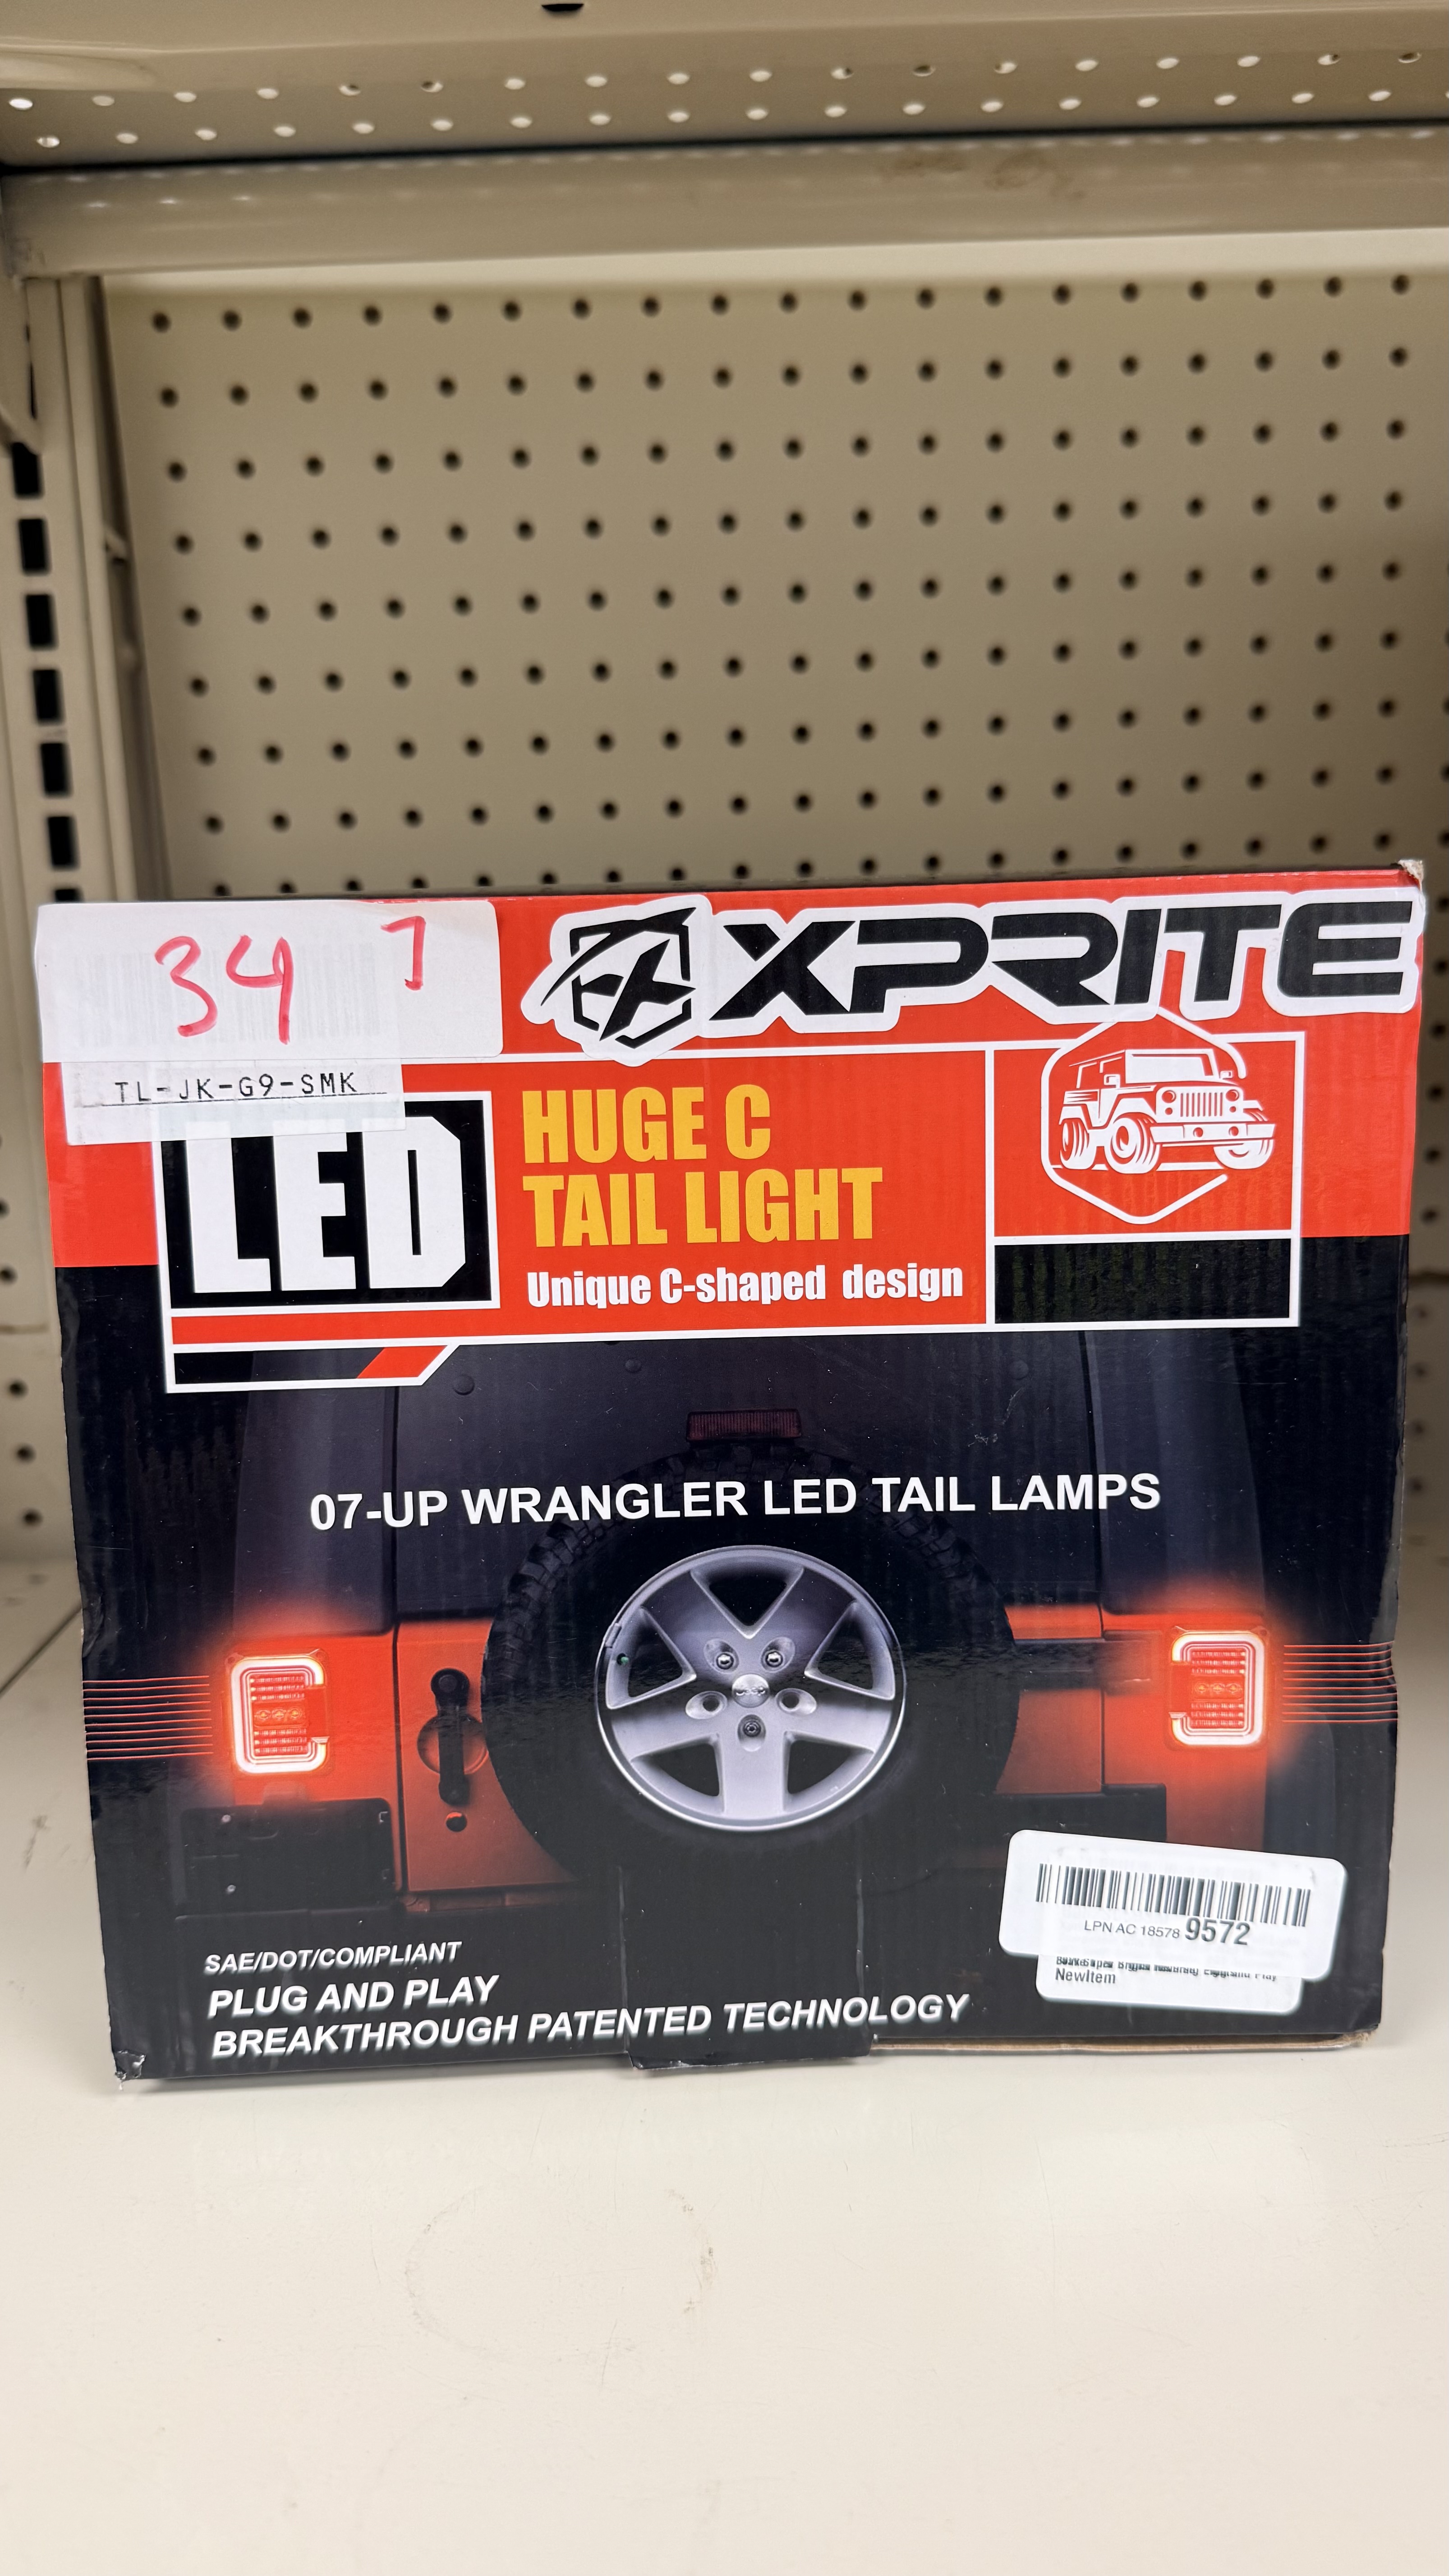 34 7
XPRITE
TL-JK-G9-SMK
LED
HUGE C
TAIL LIGHT
Unique C-shaped design
07-UP WRANGLER LED TAIL LAMPS
SAE/DOT/COMPLIANT
PLUG AND PLAY
BREAKTHROUGH PATENTED TECHNOLOGY
LPN AC 18578 9572
NewItem